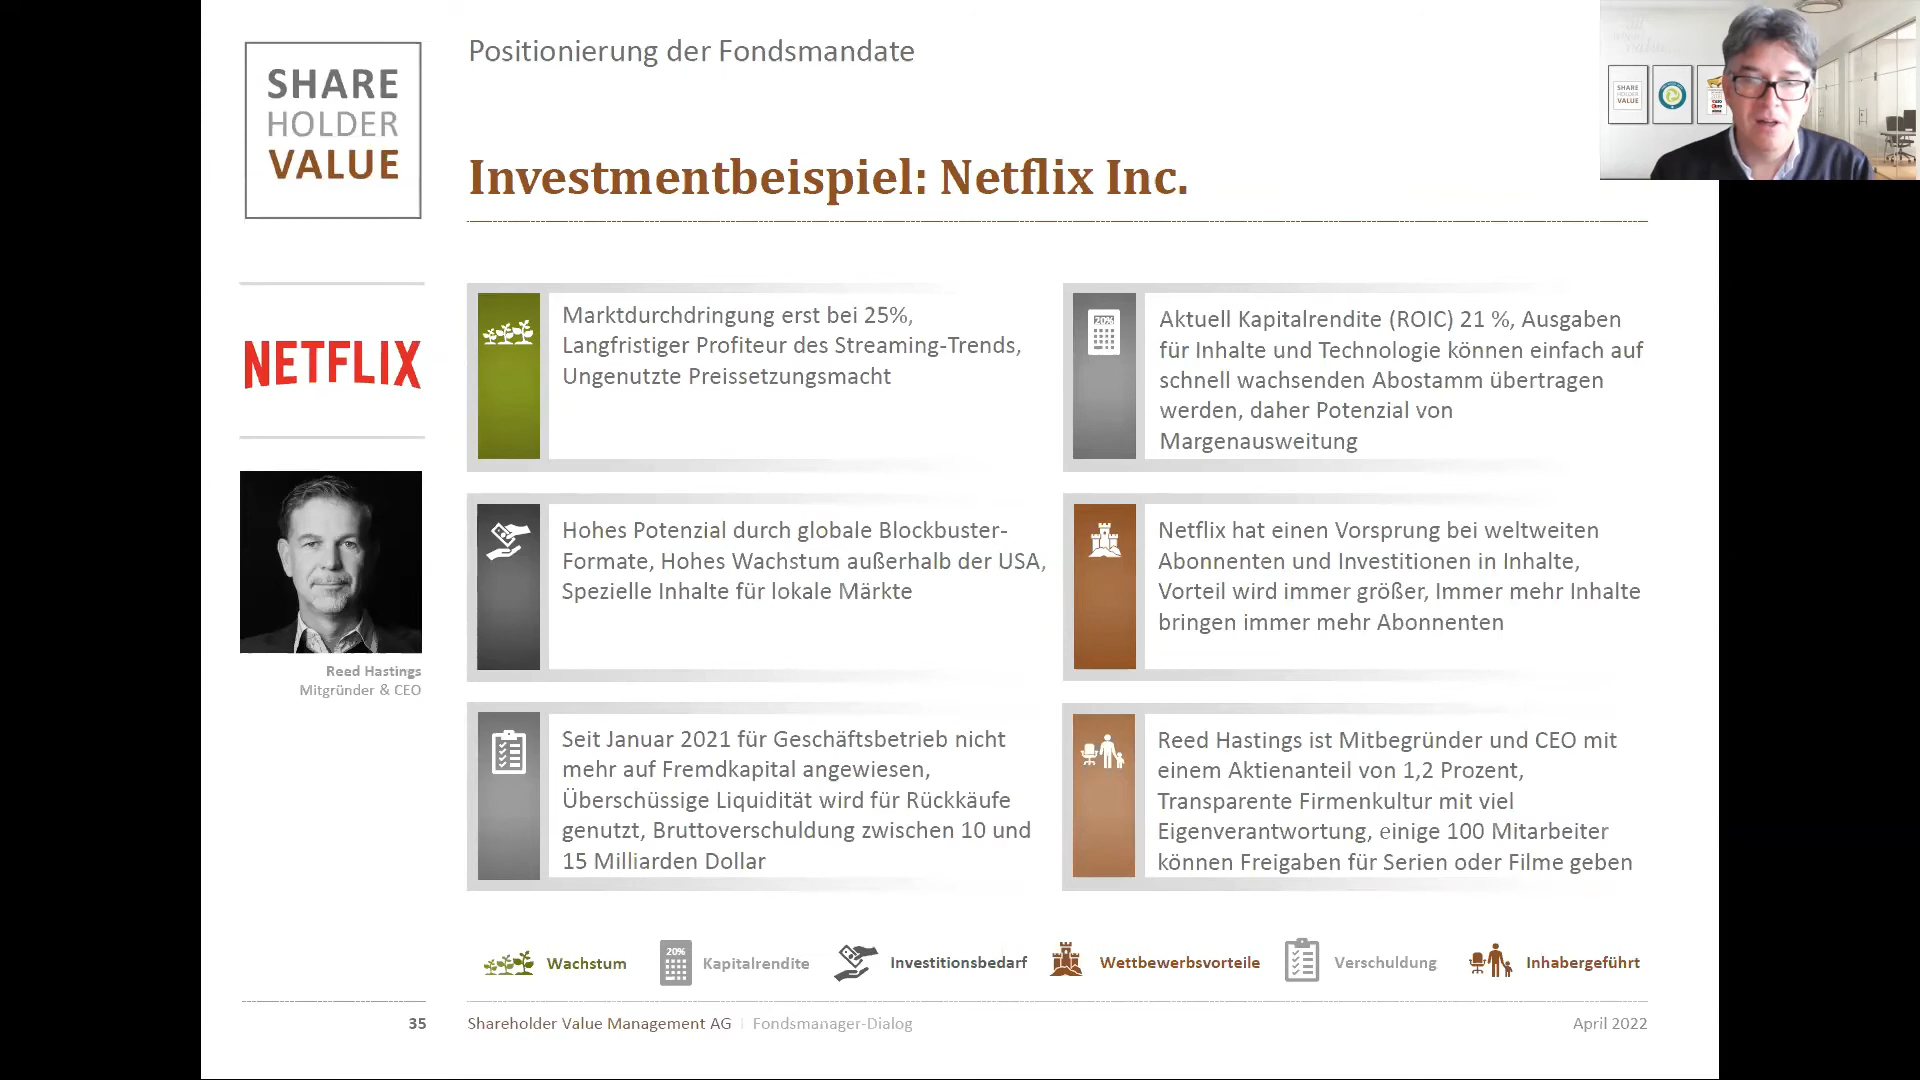 SHARE
HOLDER
VALUE
Positionierung der Fondsmandate
Investmentbeispiel: Netflix Inc.
SHARE
HOLDER
VALUE
NETFLIX
Reed Hastings
Mitgründer & CEO
Marktdurchdringung erst bei 25%,
Langfristiger Profiteur des Streaming-Trends,
Ungenutzte Preissetzungsmacht
20%
Aktuell Kapitalrendite (ROIC) 21 %, Ausgaben
für Inhalte und Technologie können einfach auf
schnell wachsenden Abostamm übertragen
werden, daher Potenzial von
Margenausweitung
Hohes Potenzial durch globale Blockbuster-
Formate, Hohes Wachstum außerhalb der USA,
Spezielle Inhalte für lokale Märkte
Netflix hat einen Vorsprung bei weltweiten
Abonnenten und Investitionen in Inhalte,
Vorteil wird immer größer, Immer mehr Inhalte
bringen immer mehr Abonnenten
Seit Januar 2021 für Geschäftsbetrieb nicht
mehr auf Fremdkapital angewiesen,
Überschüssige Liquidität wird für Rückkäufe
genutzt, Bruttoverschuldung zwischen 10 und
15 Milliarden Dollar
Reed Hastings ist Mitbegründer und CEO mit
einem Aktienanteil von 1,2 Prozent,
Transparente Firmenkultur mit viel
Eigenverantwortung, einige 100 Mitarbeiter
können Freigaben für Serien oder Filme geben
Wachstum
20%
Kapitalrendite
Investitionsbedarf
Wettbewerbsvorteile
Verschuldung
Inhabergeführt
35
Shareholder Value Management AG | Fondsmanager-Dialog
April 2022